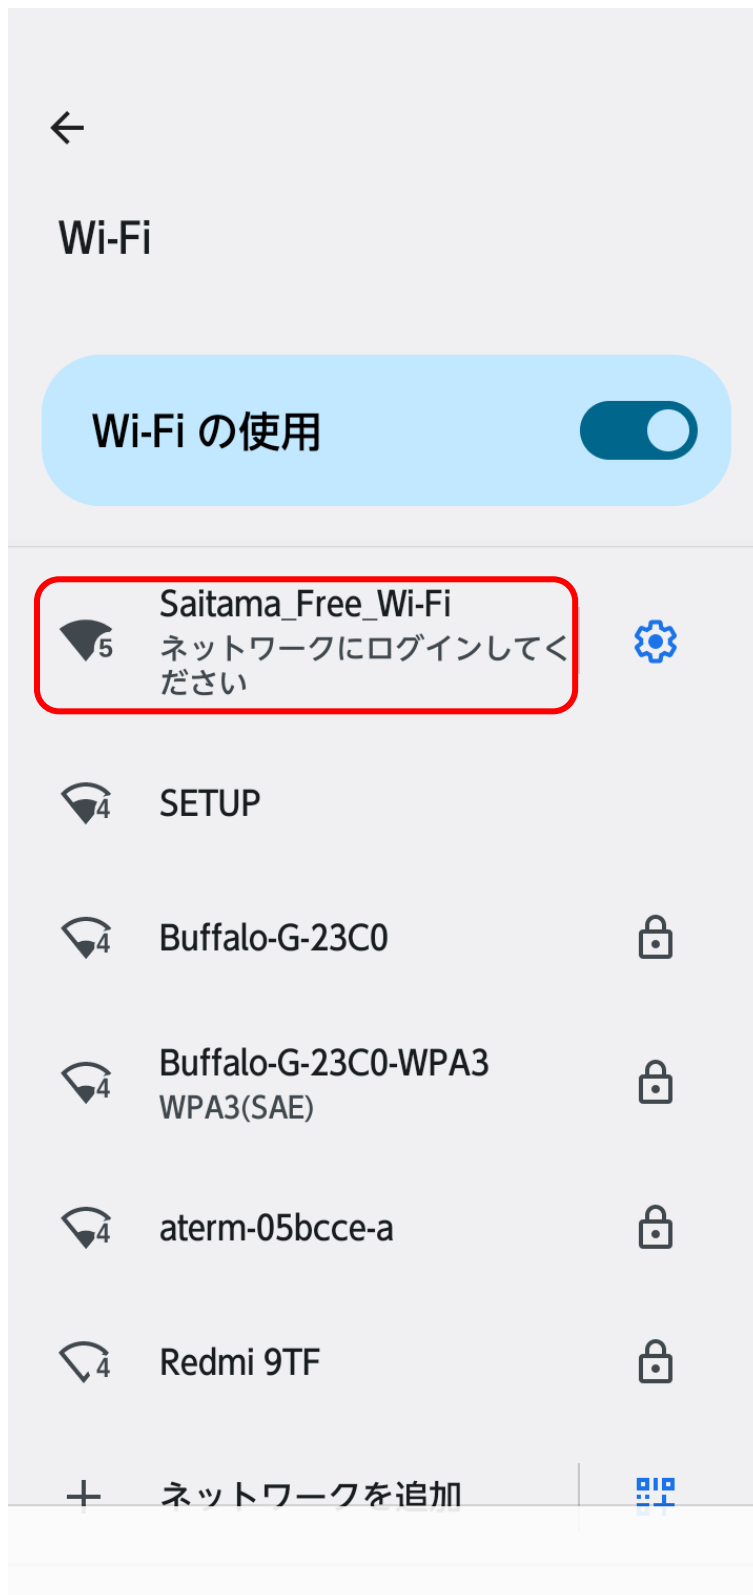 Wi-Fi
Wi-Fi の使用
Saitama_Free_Wi-Fi
5
ネットワークにログインしてく
ださい
4
SETUP
4
Buffalo-G-23C0
Buffalo-G-23C0-WPA3
4
WPA3(SAE)
4
aterm-05bcce-a
4
Redmi 9TF
ネットワークを追加